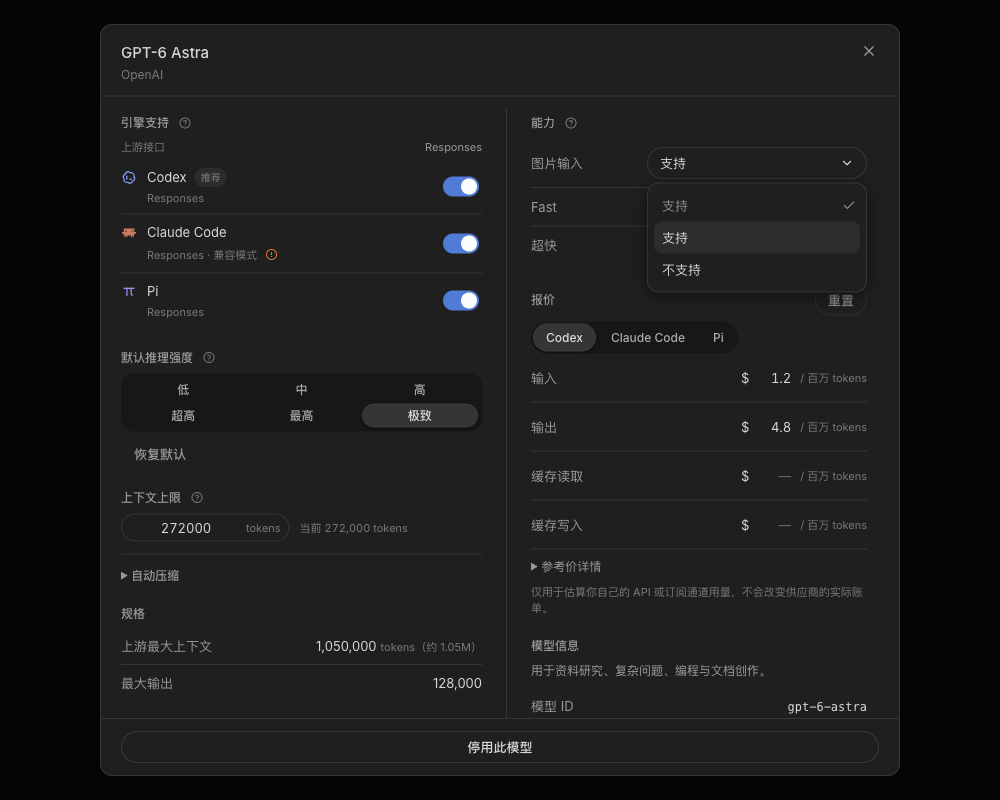 GPT-6 Astra
OpenAI
引擎支持
上游接口 Responses
Codex 推荐
Responses
Claude Code
Responses · 兼容模式
Pi
Responses
默认推理强度
低 中 高
超高 最高 极致
恢复默认
上下文上限
272000 tokens 当前 272,000 tokens
自动压缩
规格
上游最大上下文 1,050,000 tokens（约 1.05M）
最大输出 128,000
能力
图片输入 支持
Fast
超快
支持
支持
不支持
报价 重置
Codex Claude Code Pi
输入 $ 1.2 / 百万 tokens
输出 $ 4.8 / 百万 tokens
缓存读取 $ — / 百万 tokens
缓存写入 $ — / 百万 tokens
参考价详情
仅用于估算你自己的 API 或订阅通道用量，不会改变供应商的实际账
单。
模型信息
用于资料研究、复杂问题、编程与文档创作。
模型 ID gpt-6-astra
停用此模型